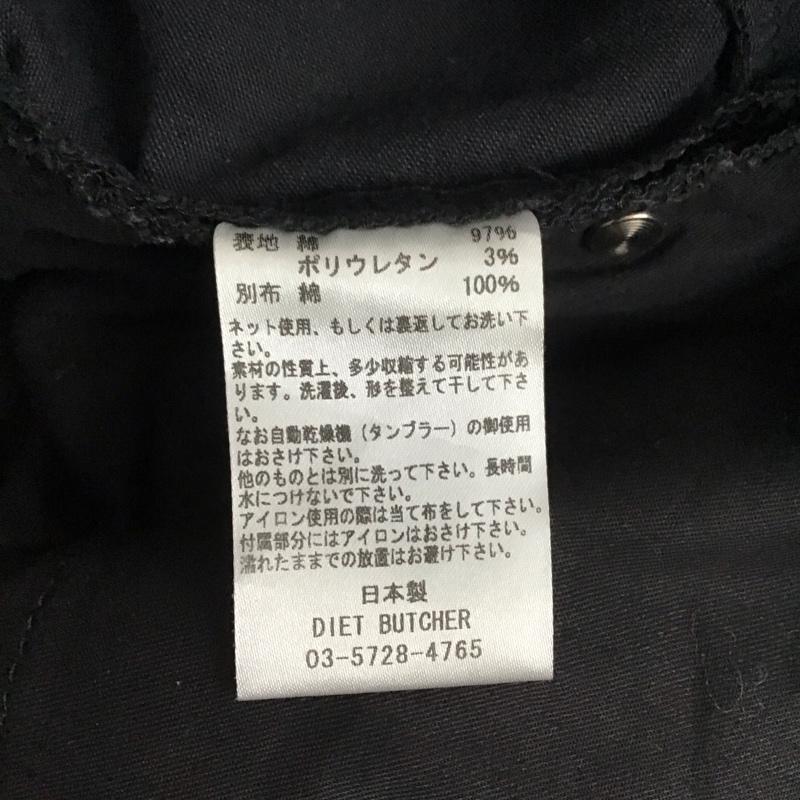 表地 綿 97%
ポリウレタン 3%
別布 綿 100%
ネット使用、もしくは裏返してお洗い下
さい。
素材の性質上、多少収縮する可能性があ
ります。洗濯後、形を整えて干して下さ
い。
なお自動乾燥機（タンブラー）の御使用
はおさけ下さい。
他のものとは別に洗って下さい。長時間
水につけないで下さい。
アイロン使用の際は当て布をして下さい。
付属部分にはアイロンはおさけ下さい。
濡れたままでの放置はお避け下さい。
日本製
DIET BUTCHER
03-5728-4765